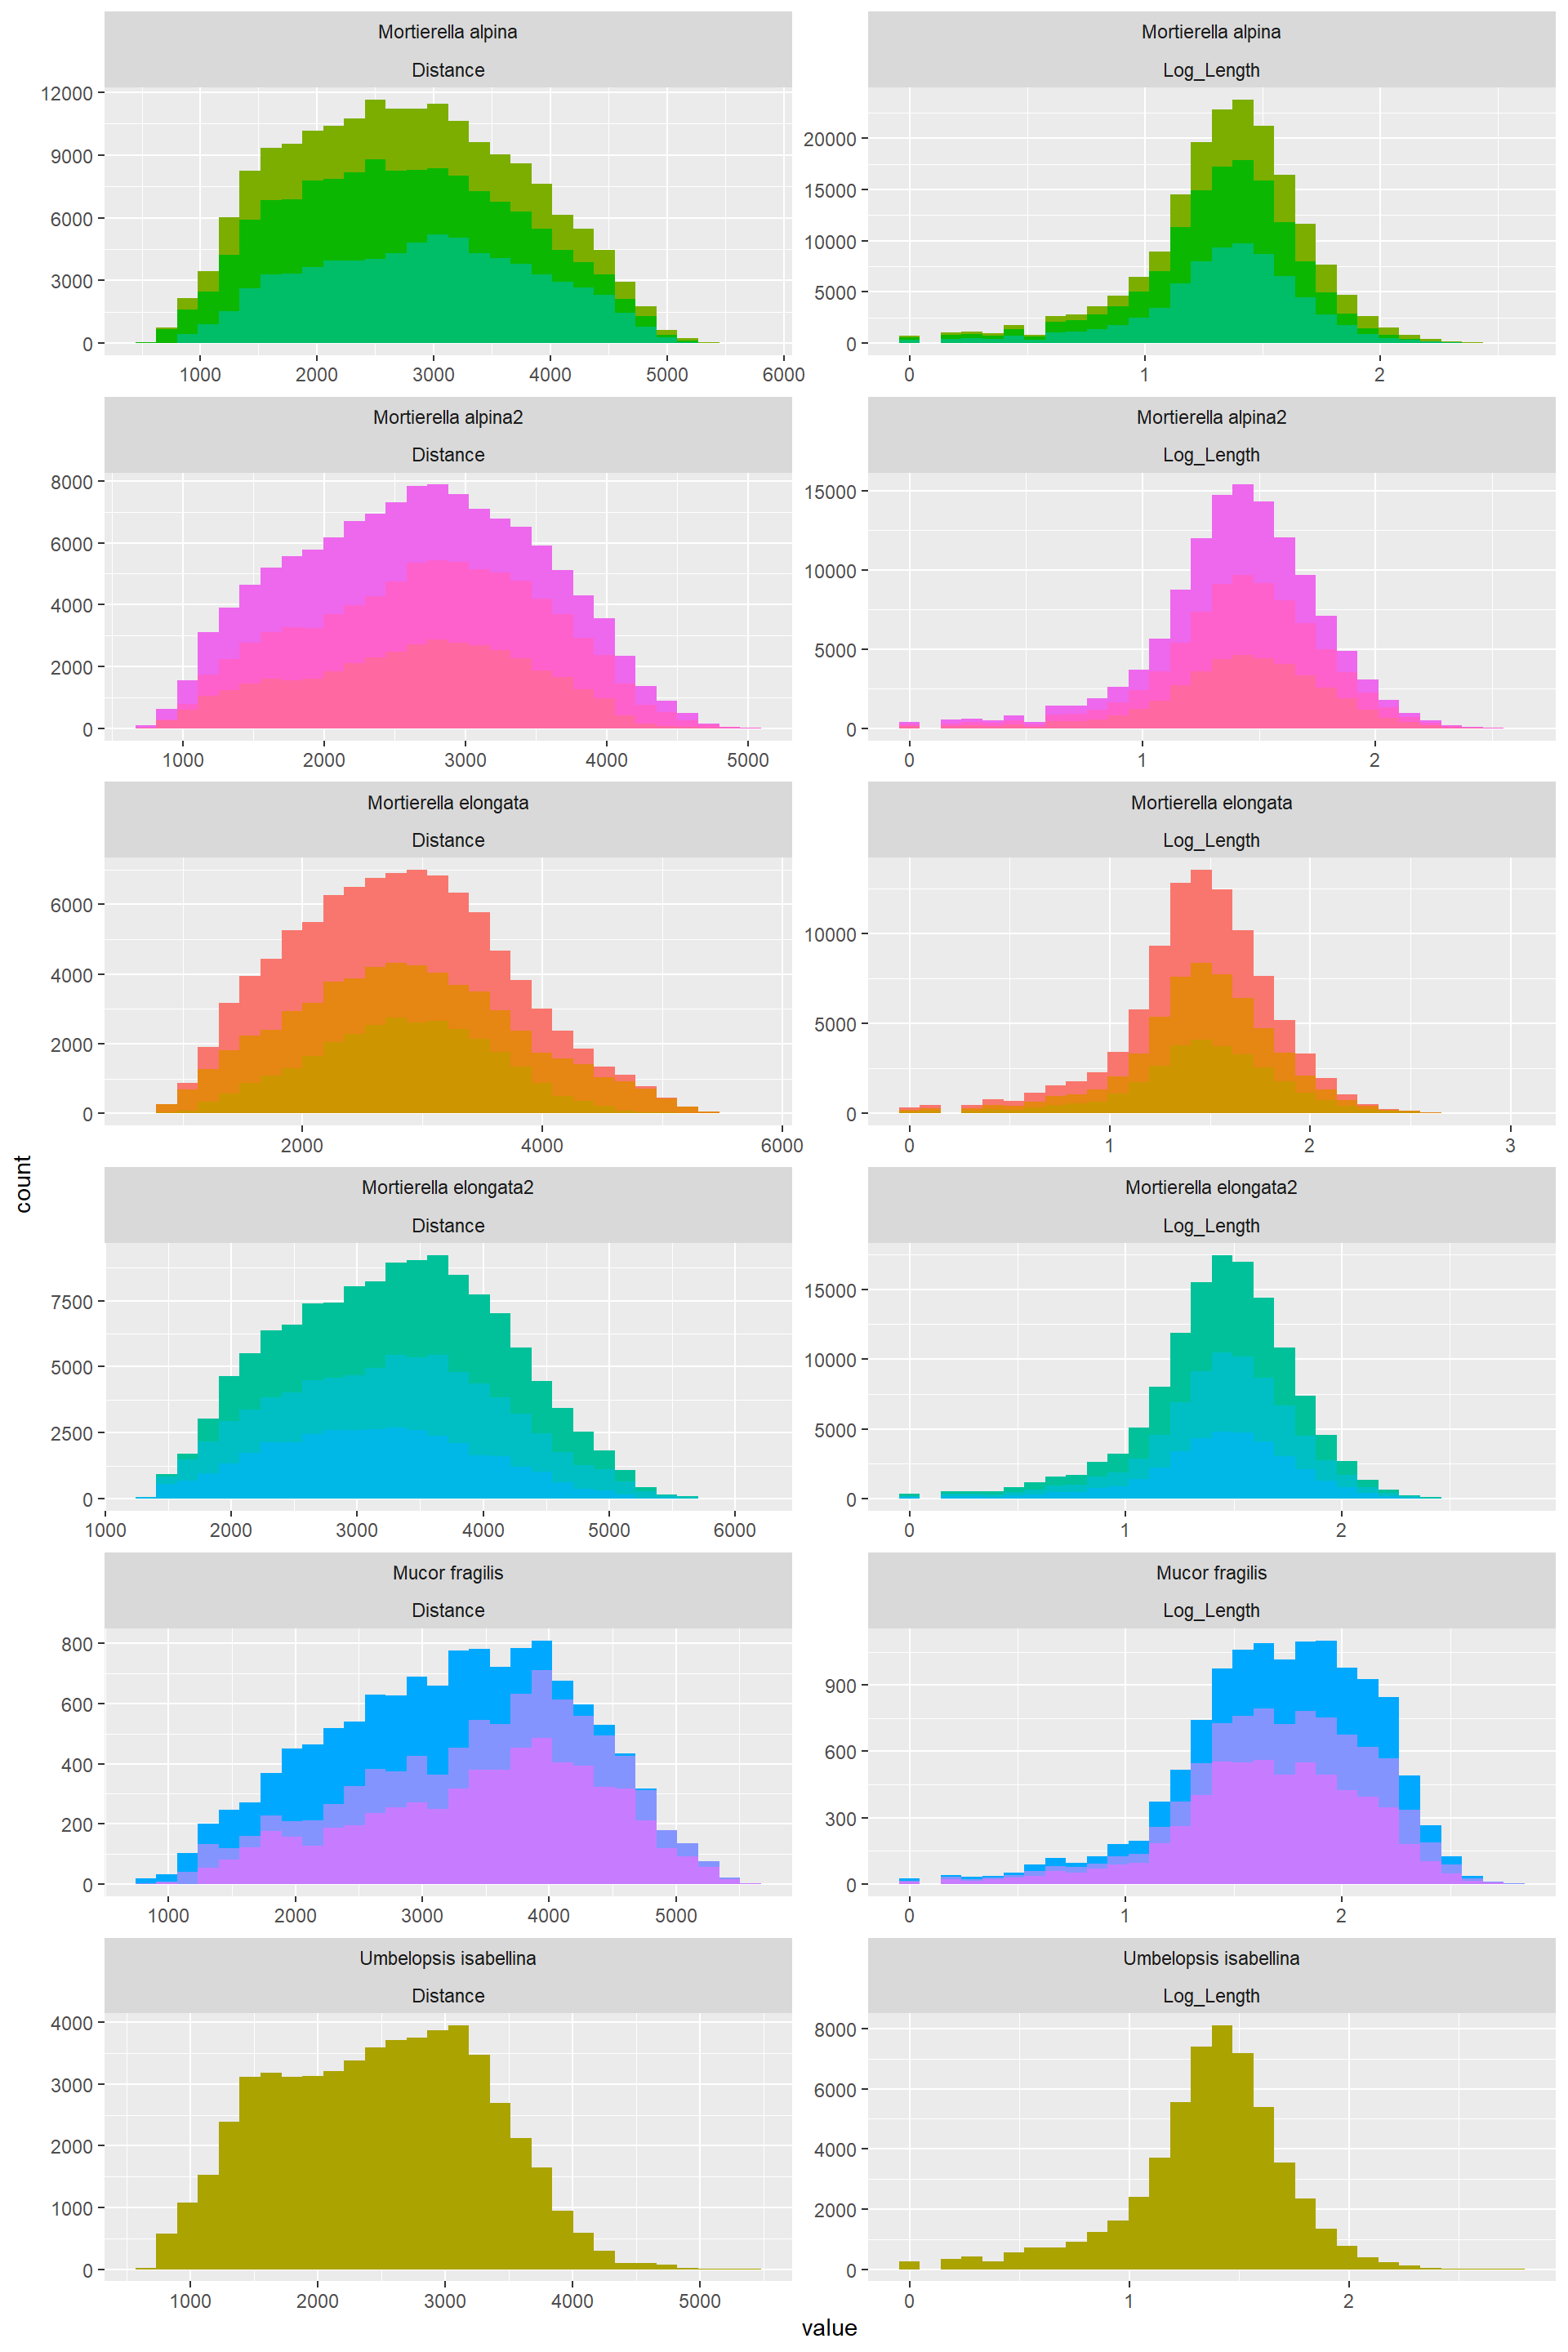 Mortierella alpina
Distance
12000
9000
6000
3000
0
1000 2000 3000 4000 5000 6000
Mortierella alpina
Log_Length
20000
15000
10000
5000
0
0 1 2
Mortierella alpina2
Distance
8000
6000
4000
2000
0
1000 2000 3000 4000 5000
Mortierella alpina2
Log_Length
15000
10000
5000
0
0 1 2
Mortierella elongata
Distance
6000
4000
2000
0
2000 4000 6000
Mortierella elongata
Log_Length
10000
5000
0
0 1 2 3
count
Mortierella elongata2
Distance
7500
5000
2500
0
1000 2000 3000 4000 5000 6000
Mortierella elongata2
Log_Length
15000
10000
5000
0
0 1 2
Mucor fragilis
Distance
800
600
400
200
0
1000 2000 3000 4000 5000
Mucor fragilis
Log_Length
900
600
300
0
0 1 2
Umbelopsis isabellina
Distance
4000
3000
2000
1000
0
1000 2000 3000 4000 5000
Umbelopsis isabellina
Log_Length
8000
6000
4000
2000
0
0 1 2
value